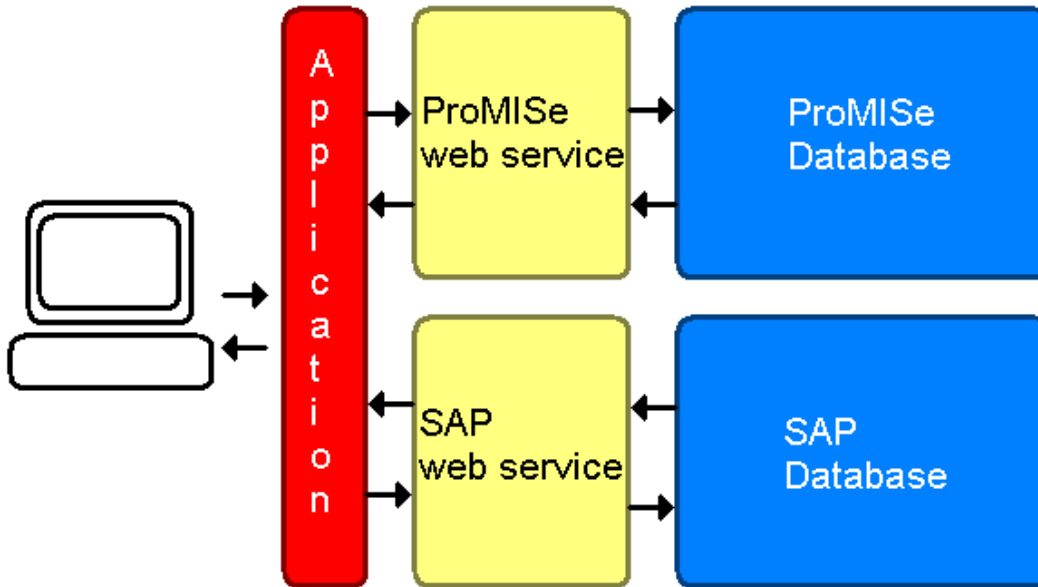 Application
ProMISe
web service
ProMISe
Database
SAP
web service
SAP
Database